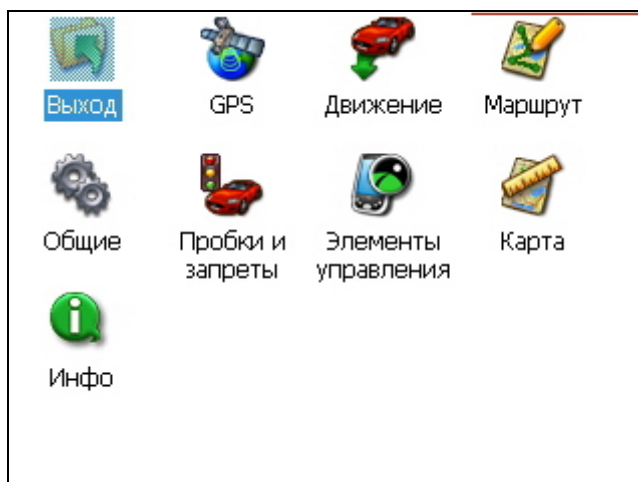 Выход GPS Движение Маршрут
Общие Пробки и Элементы Карта
запреты управления
Инфо